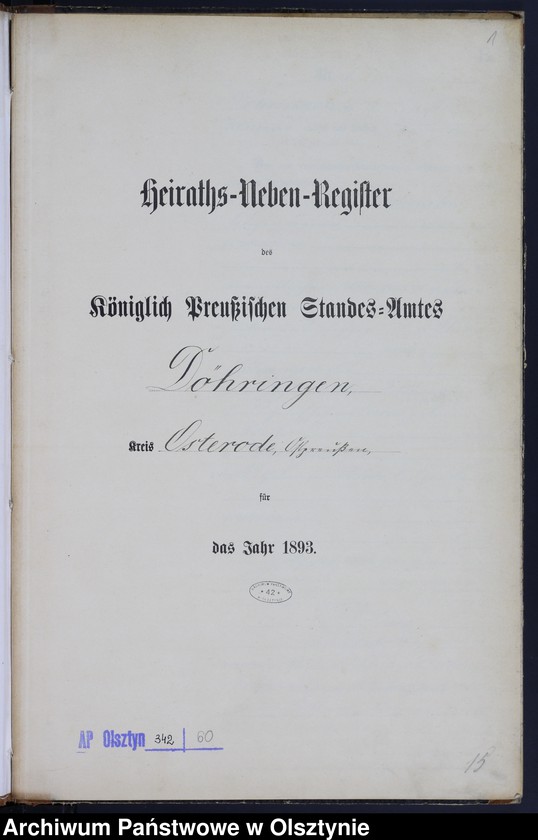 1
Heiraths-Neben-Register
des
Königlich Preußischen Standes-Amtes
Döhringen,
Kreis Osterode, Ostpreußen,
für
das Jahr 1893.
* 42 *
AP Olsztyn 342 60
15
Archiwum Państwowe w Olsztynie